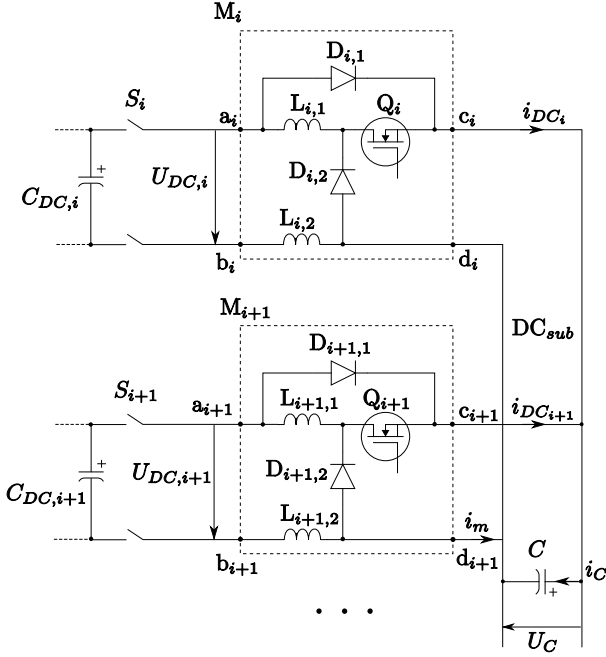 M_i
D_{i,1}
S_i
a_i
L_{i,1}
Q_i
c_i
i_{DC_i}
+
C_{DC,i}
U_{DC,i}
D_{i,2}
L_{i,2}
b_i
d_i
M_{i+1}
DC_{sub}
D_{i+1,1}
S_{i+1}
a_{i+1}
L_{i+1,1}
Q_{i+1}
c_{i+1}
i_{DC_{i+1}}
+
C_{DC,i+1}
U_{DC,i+1}
D_{i+1,2}
L_{i+1,2}
i_m
b_{i+1}
d_{i+1}
C
i_C
+
• • •
U_C